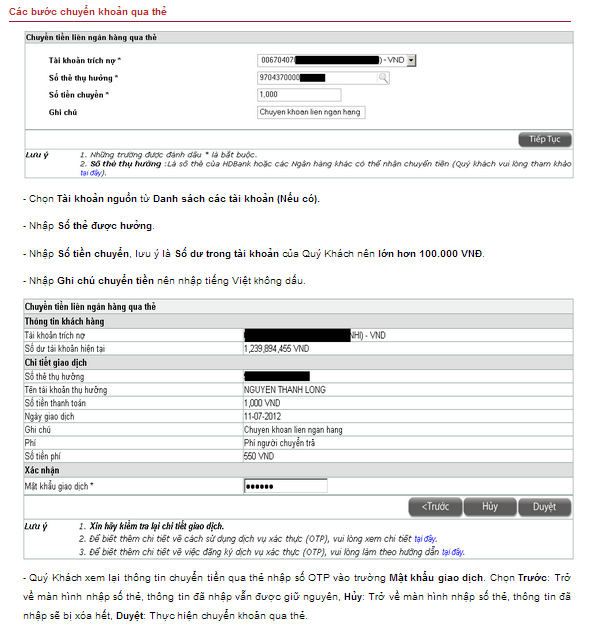 Các bước chuyển khoản qua thẻ
Chuyển tiền liên ngân hàng qua thẻ
Tài khoản trích nợ * 00670407 ) - VND
Số thẻ thụ hưởng * 9704370000
Số tiền chuyển * 1,000
Ghi chú Chuyen khoan lien ngan hang
Tiếp Tục
Lưu ý 1. Những trường được đánh dấu * là bắt buộc.
2. Số thẻ thụ hưởng :Là số thẻ của HDBank hoặc các Ngân hàng khác có thể nhận chuyển tiền (Quý khách vui lòng tham khảo
tại đây).
- Chọn Tài khoản nguồn từ Danh sách các tài khoản (Nếu có).
- Nhập Số thẻ được hưởng.
- Nhập Số tiền chuyển, lưu ý là Số dư trong tài khoản của Quý Khách nên lớn hơn 100.000 VNĐ.
- Nhập Ghi chú chuyển tiền nên nhập tiếng Việt không dấu.
Chuyển tiền liên ngân hàng qua thẻ
Thông tin khách hàng
Tài khoản trích nợ NHI) - VND
Số dư tài khoản hiện tại 1,239,894,455 VND
Chi tiết giao dịch
Số thẻ thụ hưởng
Tên tài khoản thụ hưởng NGUYEN THANH LONG
Số tiền thanh toán 1,000 VND
Ngày giao dịch 11-07-2012
Ghi chú Chuyen khoan lien ngan hang
Phí Phí người chuyển trả
Số tiền phí 550 VND
Xác nhận
Mật khẩu giao dịch * ●●●●●●
<Trước Hủy Duyệt
Lưu ý 1. Xin hãy kiểm tra lại chi tiết giao dịch.
2. Để biết thêm chi tiết về cách sử dụng dịch vụ xác thực (OTP), vui lòng xem chi tiết tại đây.
3. Để biết thêm chi tiết về việc đăng ký dịch vụ xác thực (OTP), vui lòng làm theo hướng dẫn tại đây.
- Quý Khách xem lại thông tin chuyển tiền qua thẻ nhập số OTP vào trường Mật khẩu giao dịch. Chọn Trước: Trở
về màn hình nhập số thẻ, thông tin đã nhập vẫn được giữ nguyên, Hủy: Trở về màn hình nhập số thẻ, thông tin đã
nhập sẽ bị xóa hết, Duyệt: Thực hiện chuyển khoản qua thẻ.